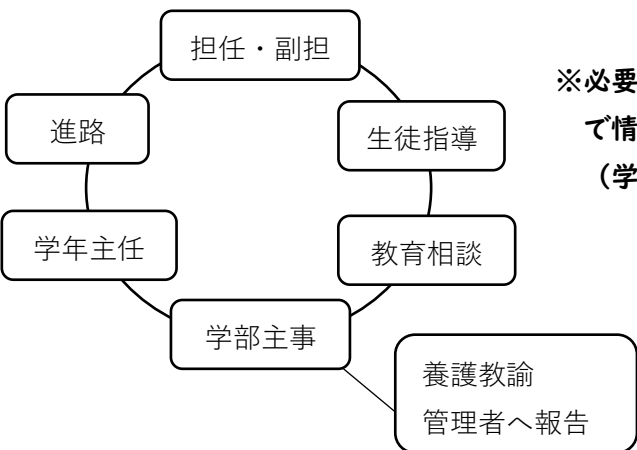 担任・副担
※必要
で情
（学
進路
生徒指導
学年主任
教育相談
学部主事
養護教諭
管理者へ報告